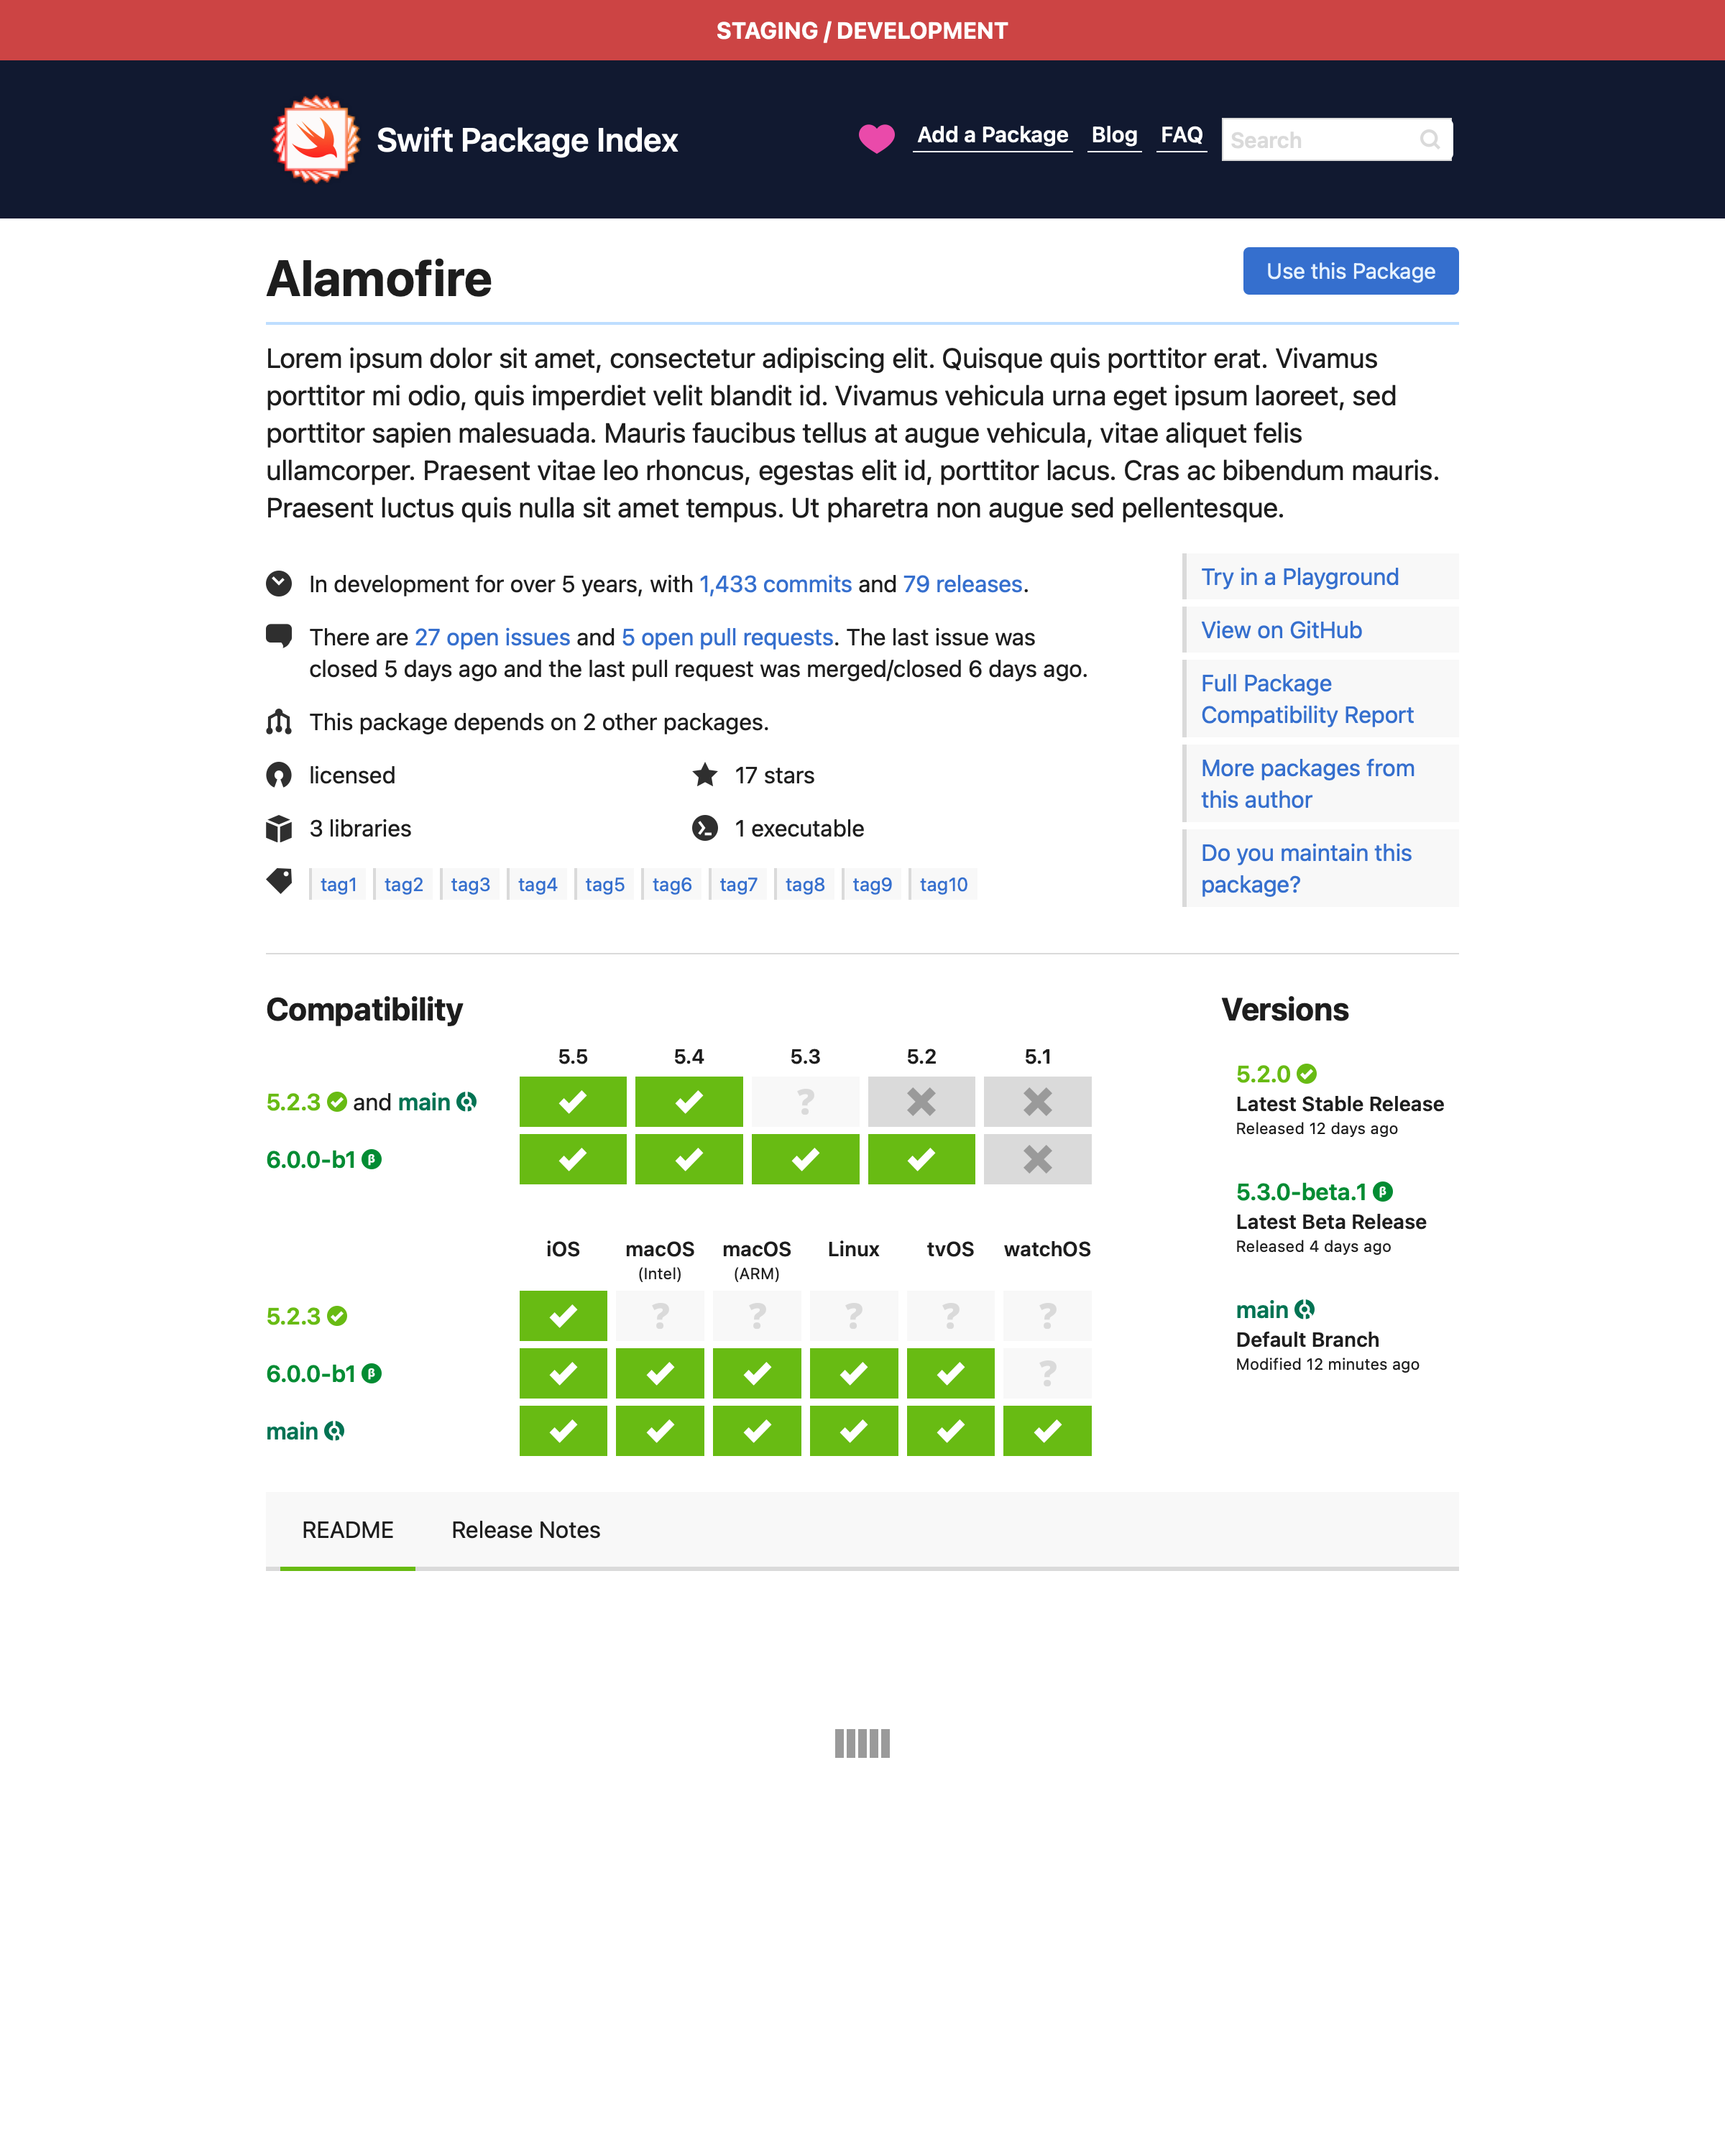 STAGING / DEVELOPMENT
Swift Package Index
Add a Package Blog FAQ Search
Alamofire
Use this Package
Lorem ipsum dolor sit amet, consectetur adipiscing elit. Quisque quis porttitor erat. Vivamus
porttitor mi odio, quis imperdiet velit blandit id. Vivamus vehicula urna eget ipsum laoreet, sed
porttitor sapien malesuada. Mauris faucibus tellus at augue vehicula, vitae aliquet felis
ullamcorper. Praesent vitae leo rhoncus, egestas elit id, porttitor lacus. Cras ac bibendum mauris.
Praesent luctus quis nulla sit amet tempus. Ut pharetra non augue sed pellentesque.
In development for over 5 years, with 1,433 commits and 79 releases.
There are 27 open issues and 5 open pull requests. The last issue was
closed 5 days ago and the last pull request was merged/closed 6 days ago.
This package depends on 2 other packages.
licensed
17 stars
3 libraries
1 executable
tag1 tag2 tag3 tag4 tag5 tag6 tag7 tag8 tag9 tag10
Try in a Playground
View on GitHub
Full Package
Compatibility Report
More packages from
this author
Do you maintain this
package?
Compatibility
5.5 5.4 5.3 5.2 5.1
5.2.3 and main ?
6.0.0-b1 β
iOS macOS macOS Linux tvOS watchOS
(Intel) (ARM)
5.2.3 ? ? ? ? ?
6.0.0-b1 β ?
main
Versions
5.2.0
Latest Stable Release
Released 12 days ago
5.3.0-beta.1 β
Latest Beta Release
Released 4 days ago
main
Default Branch
Modified 12 minutes ago
README Release Notes